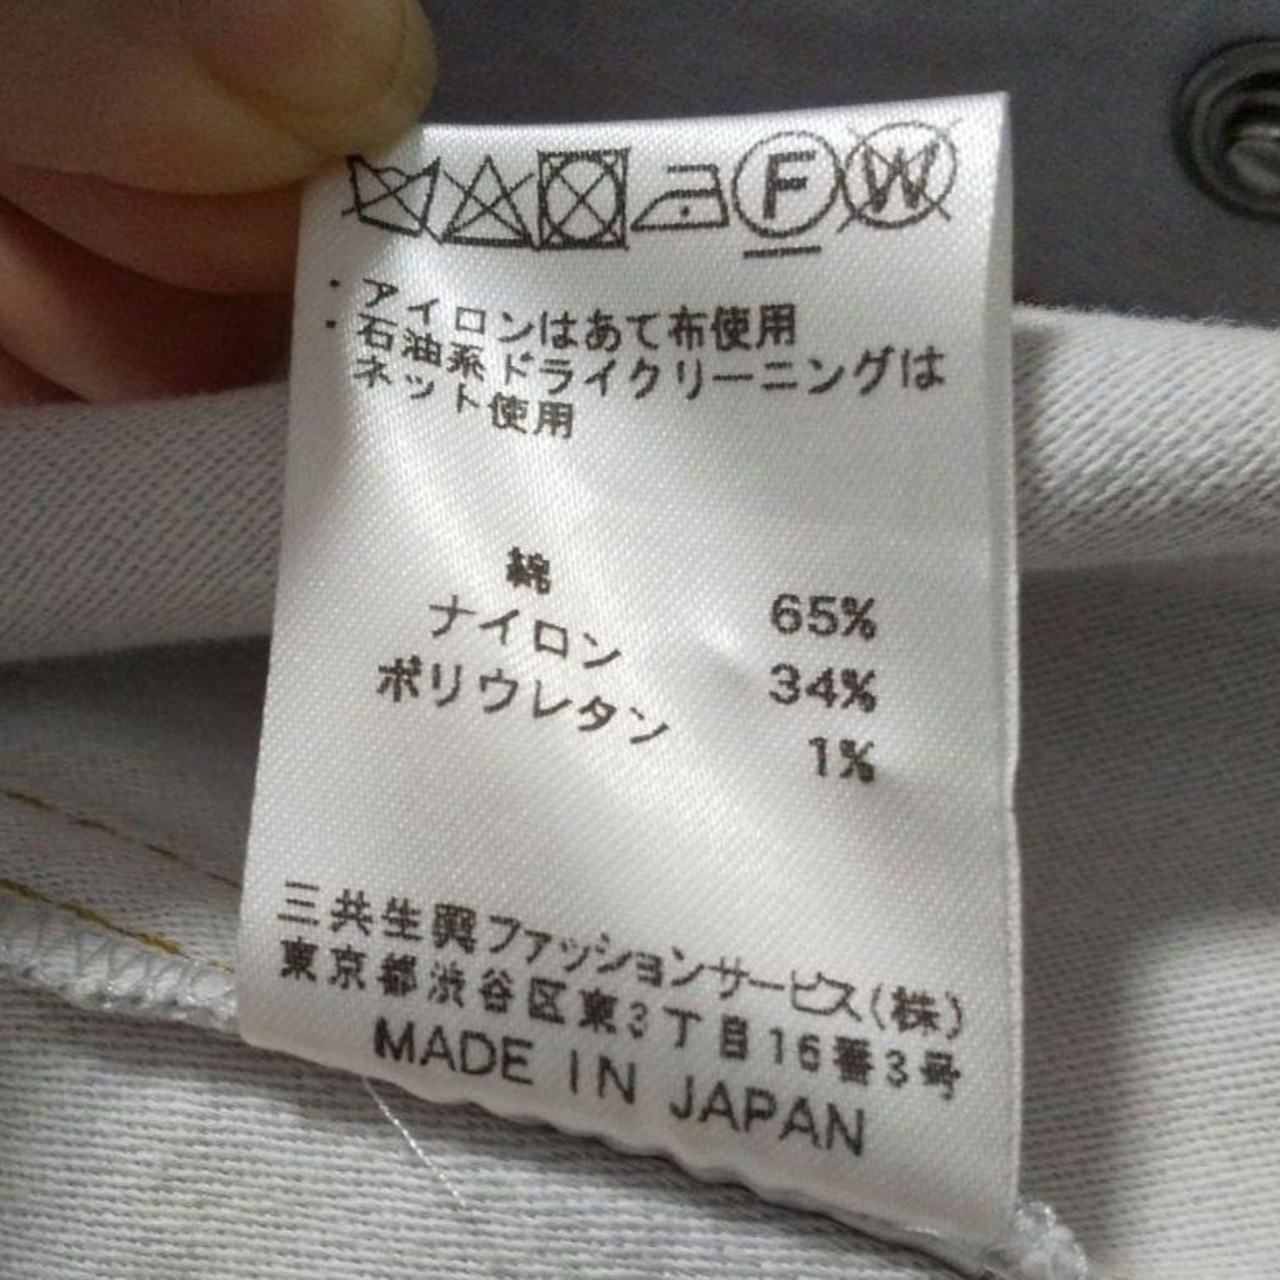 F W
・アイロンはあて布使用
・石油系ドライクリーニングは
ネット使用
綿 65%
ナイロン 34%
ポリウレタン 1%
三共生興ファッションサービス(株)
東京都渋谷区東3丁目16番3号
MADE IN JAPAN